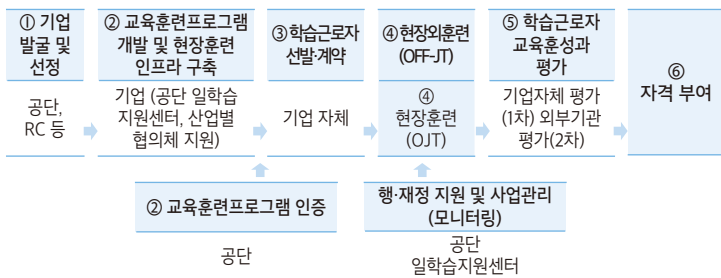 ① 기업
발굴 및
선정
공단,
RC 등
② 교육훈련프로그램
개발 및 현장훈련
인프라 구축
기업 (공단 일학습
지원센터, 산업별
협의체 지원)
③ 학습근로자
선발·계약
기업 자체
④ 현장외훈련
(OFF-JT)
④
현장훈련
(OJT)
⑤ 학습근로자
교육훈성과
평가
기업자체 평가
(1차) 외부기관
평가(2차)
⑥
자격 부여
② 교육훈련프로그램 인증
공단
행·재정 지원 및 사업관리
(모니터링)
공단
일학습지원센터